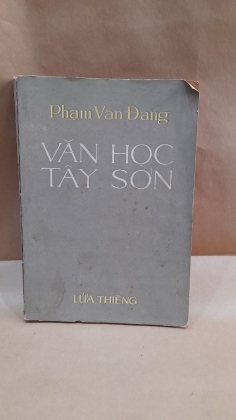 Phạm Văn Đang
VĂN HỌC
TÂY SƠN
LỬA THIÊNG